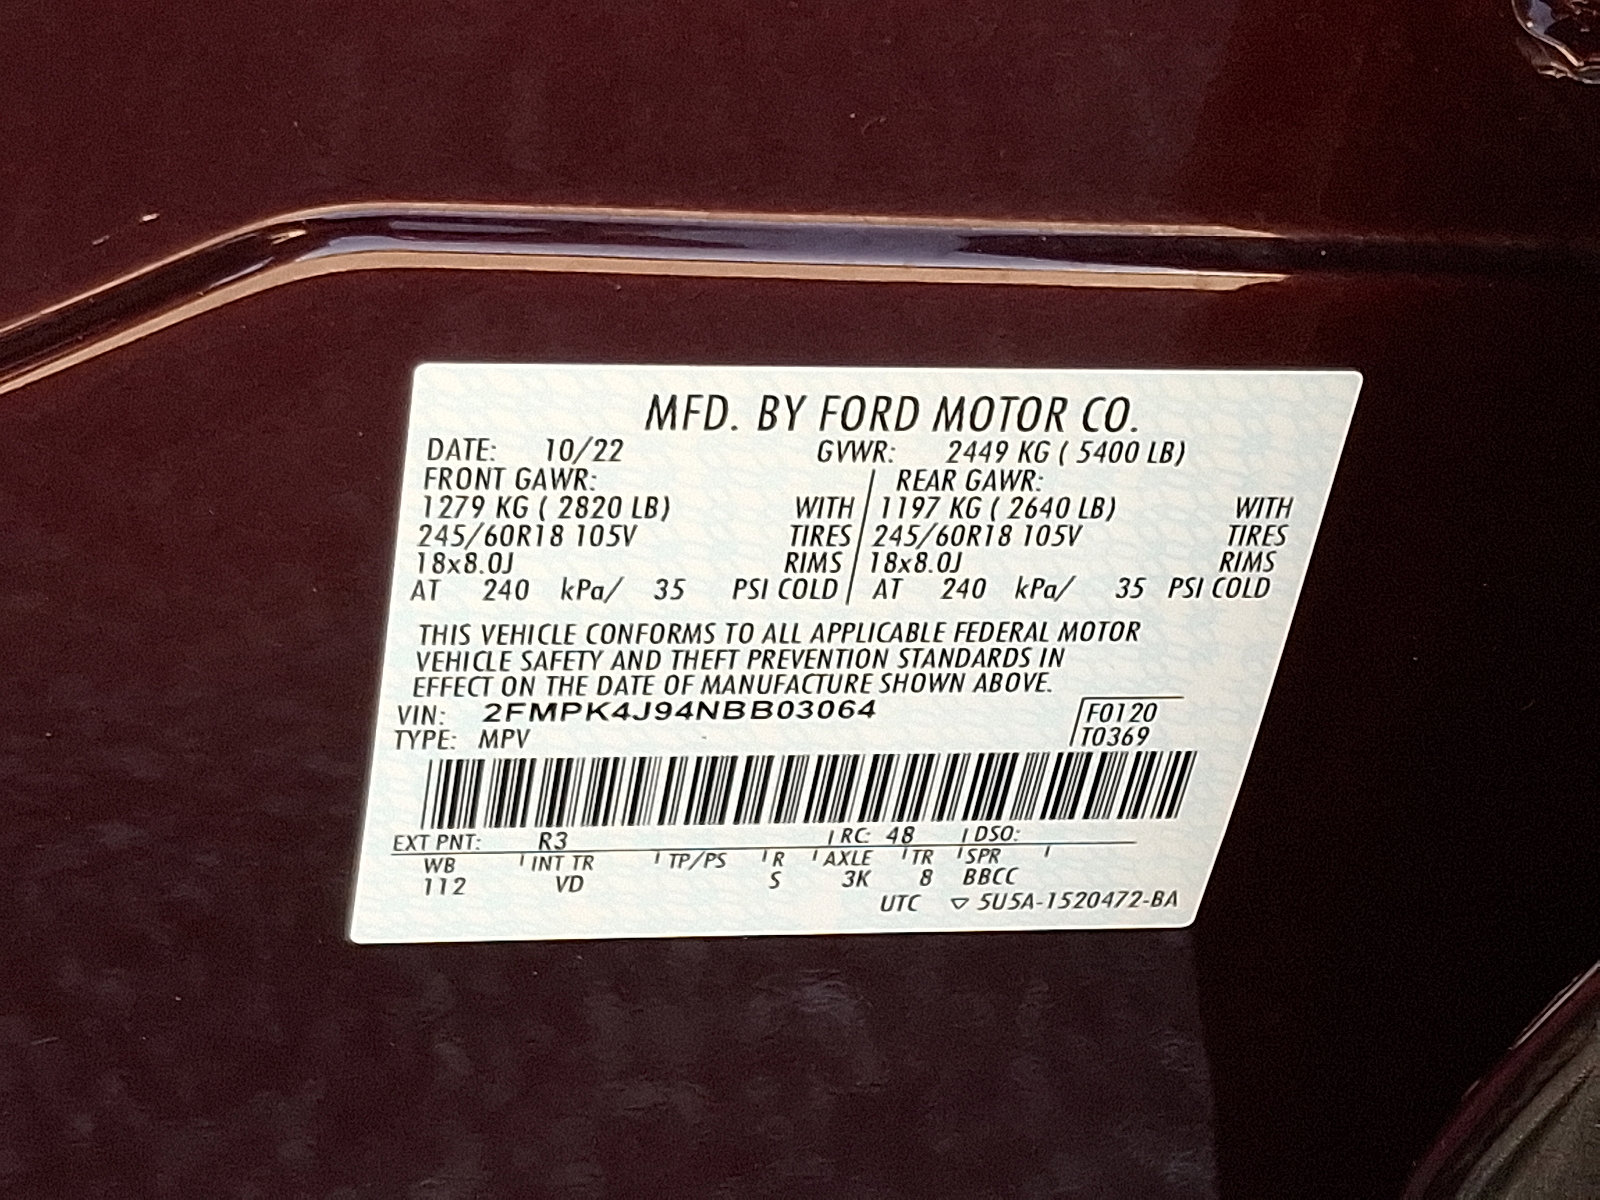 MFD. BY FORD MOTOR CO.
DATE: 10/22 GVWR: 2449 KG ( 5400 LB)
FRONT GAWR: REAR GAWR:
1279 KG ( 2820 LB) WITH 1197 KG ( 2640 LB) WITH
245/60R18 105V TIRES 245/60R18 105V TIRES
18x8.0J RIMS 18x8.0J RIMS
AT 240 kPa/ 35 PSI COLD AT 240 kPa/ 35 PSI COLD
THIS VEHICLE CONFORMS TO ALL APPLICABLE FEDERAL MOTOR
VEHICLE SAFETY AND THEFT PREVENTION STANDARDS IN
EFFECT ON THE DATE OF MANUFACTURE SHOWN ABOVE.
VIN: 2FMPK4J94NBB03064 F0120
TYPE: MPV T0369
EXT PNT: R3 RC: 48 DSO:
WB INT TR TP/PS R AXLE TR SPR
112 VD S 3K 8 BBCC
UTC ▽ 5U5A-1520472-BA